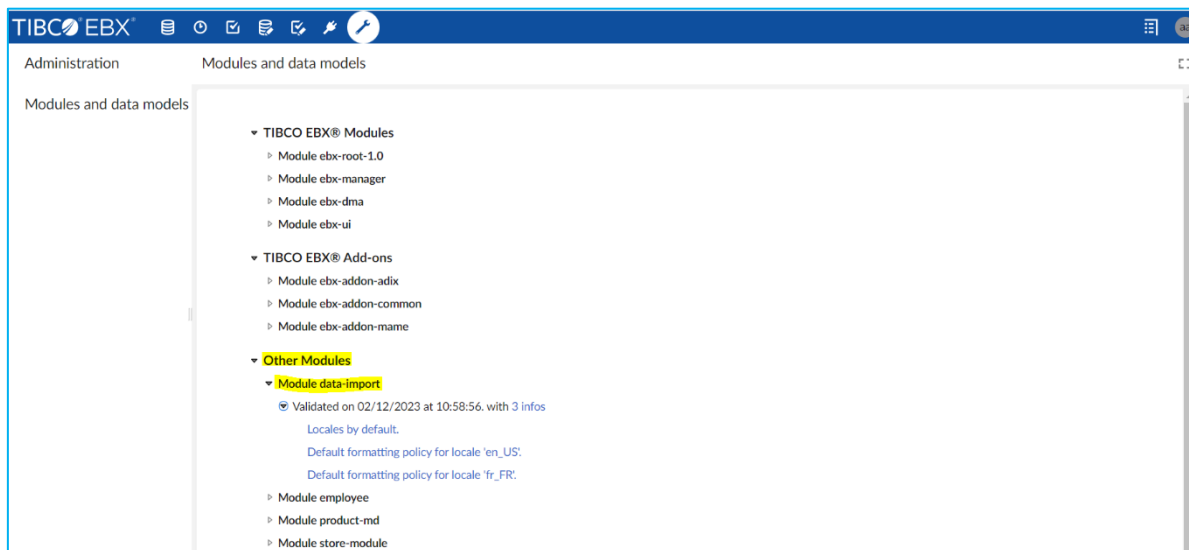 TIBCO EBX®
aa
Administration
Modules and data models
Modules and data models
TIBCO EBX® Modules
Module ebx-root-1.0
Module ebx-manager
Module ebx-dma
Module ebx-ui
TIBCO EBX® Add-ons
Module ebx-addon-adix
Module ebx-addon-common
Module ebx-addon-mame
Other Modules
Module data-import
Validated on 02/12/2023 at 10:58:56. with 3 infos
Locales by default.
Default formatting policy for locale 'en_US'.
Default formatting policy for locale 'fr_FR'.
Module employee
Module product-md
Module store-module